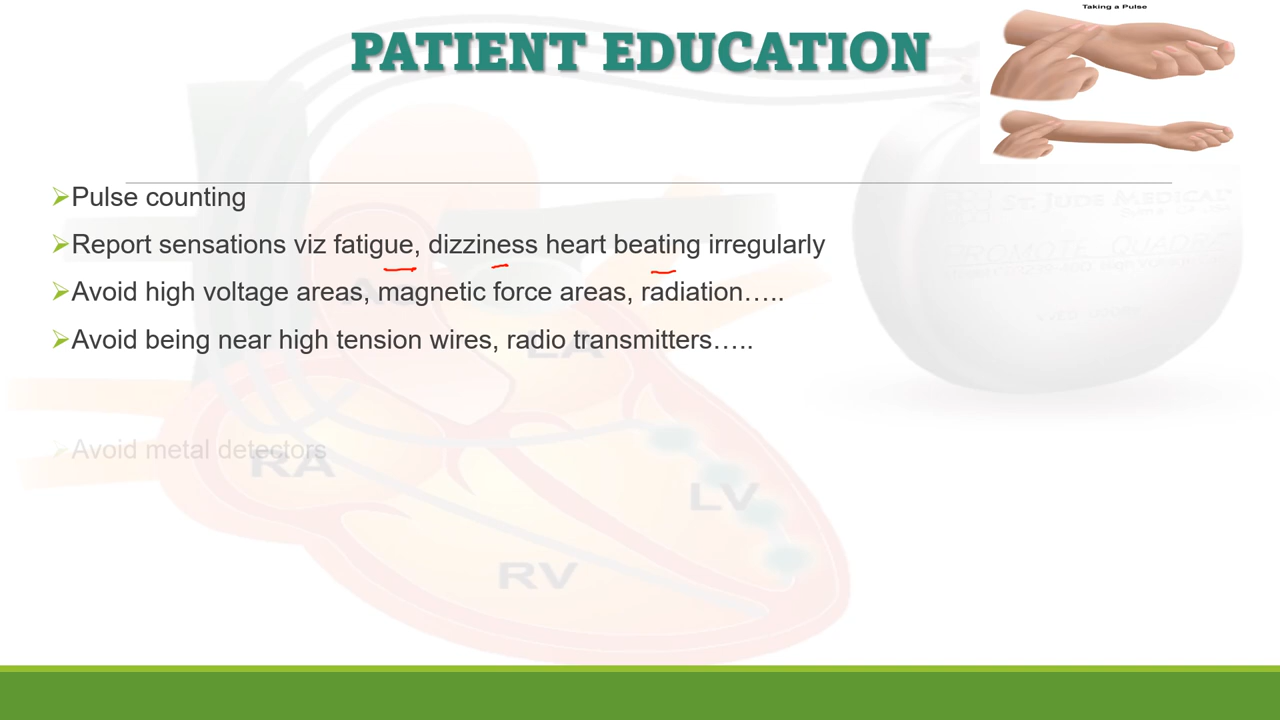 Taking a Pulse
PATIENT EDUCATION
Pulse counting
Report sensations viz fatigue, dizziness heart beating irregularly
Avoid high voltage areas, magnetic force areas, radiation…..
Avoid being near high tension wires, radio transmitters…..
Avoid metal detectors
ST. JUDE MEDICAL
LA
RA
LV
RV